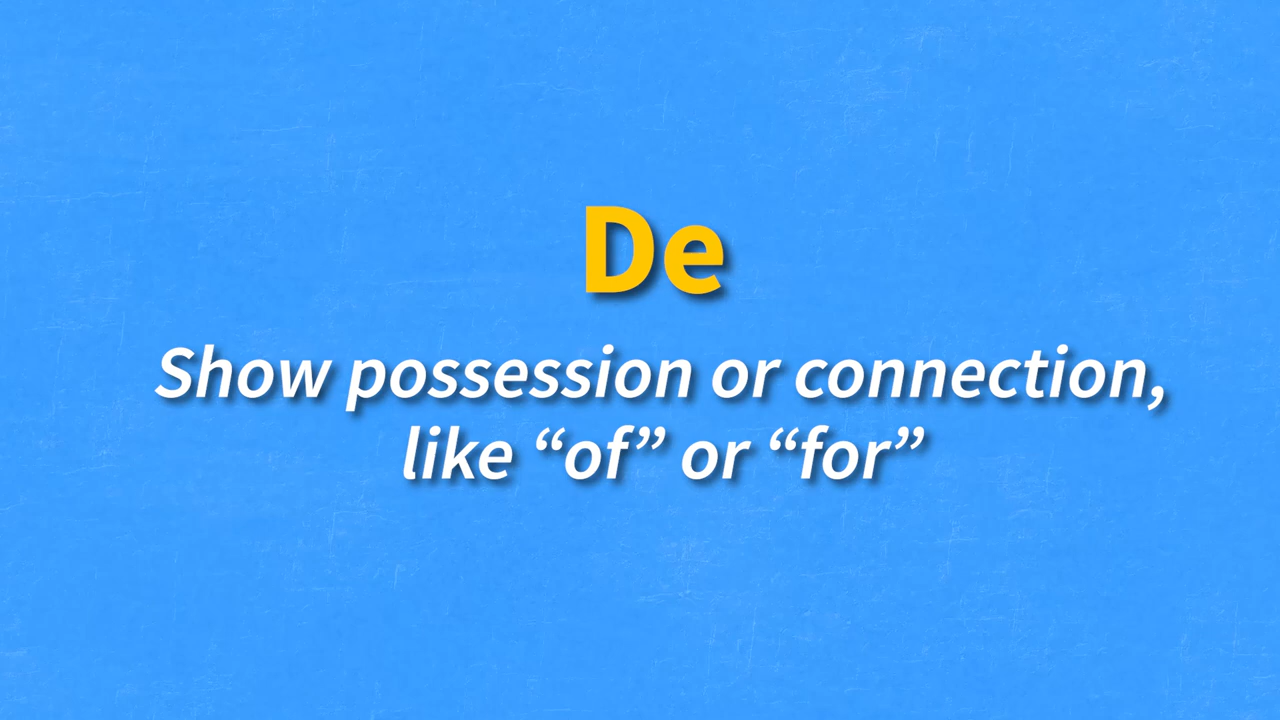 De
Show possession or connection,
like “of” or “for”